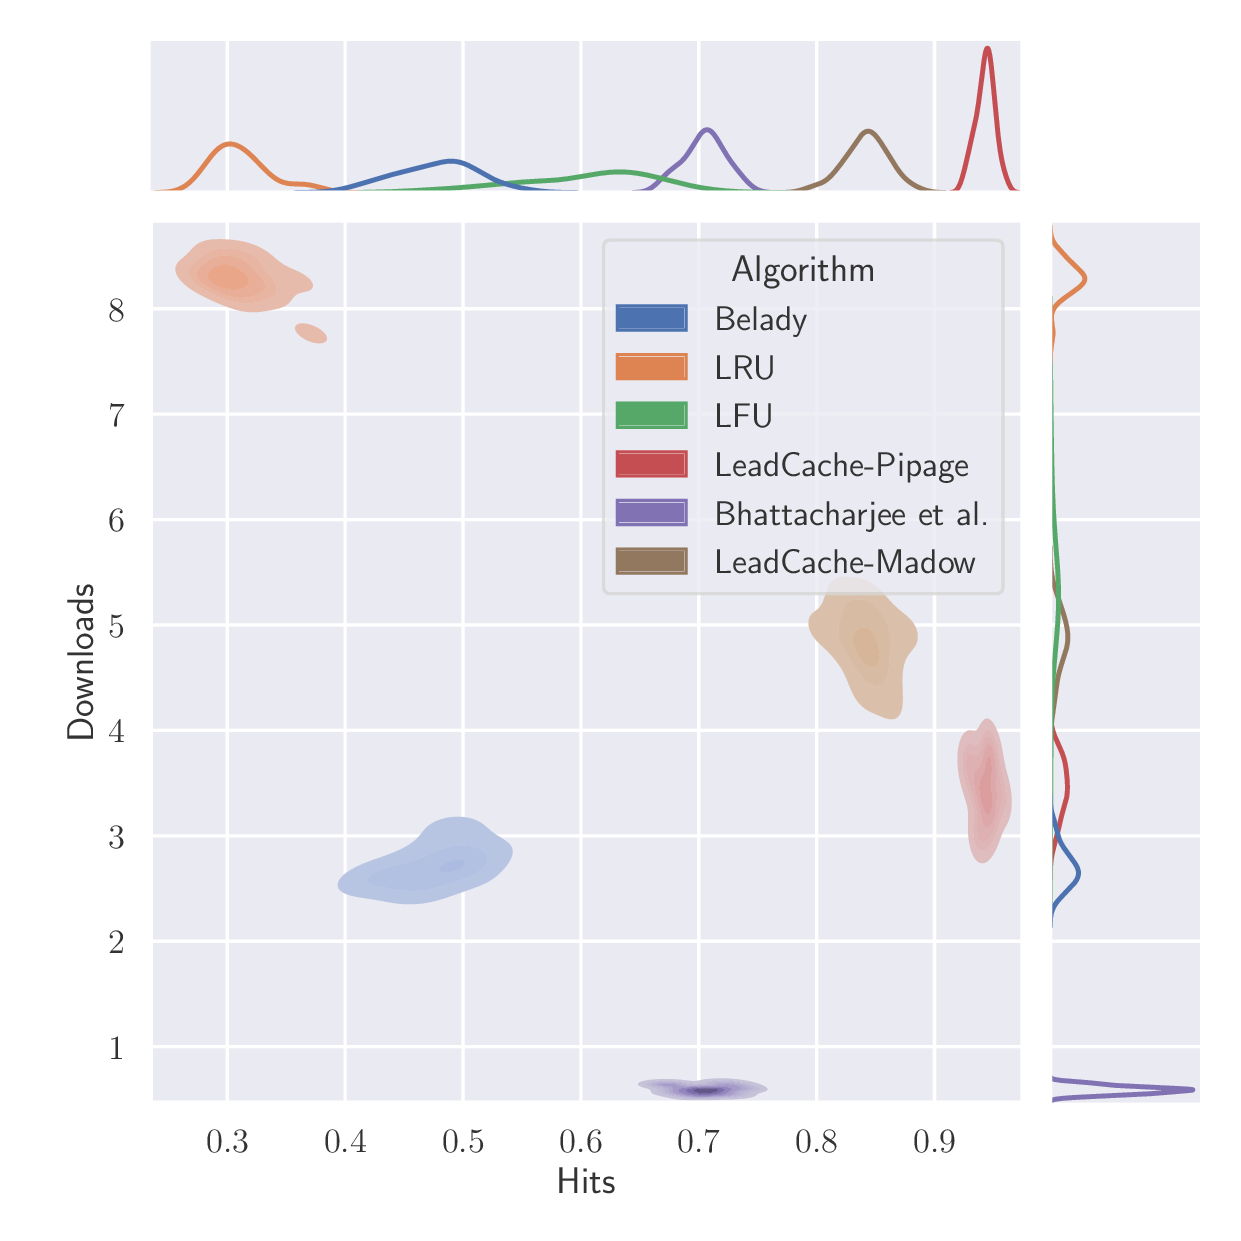 Algorithm
Belady
LRU
LFU
LeadCache-Pipage
Bhattacharjee et al.
LeadCache-Madow
8
7
6
5
4
3
2
1
Downloads
0.3 0.4 0.5 0.6 0.7 0.8 0.9
Hits